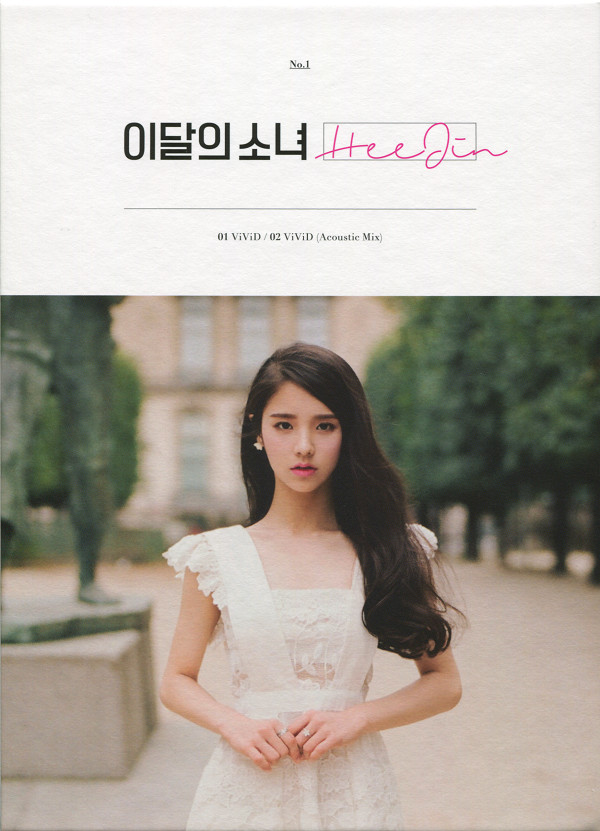 No.1
이달의 소녀 HeeJin
01 ViViD / 02 ViViD (Acoustic Mix)